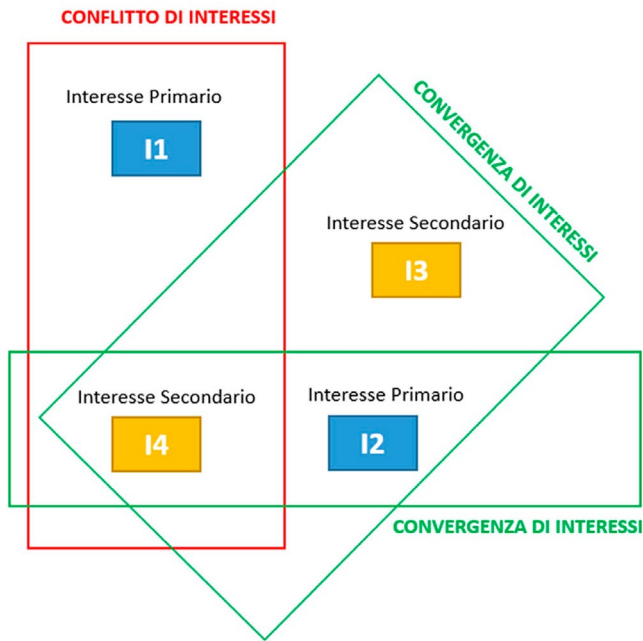 CONFLITTO DI INTERESSI
Interesse Primario
I1
CONVERGENZA DI INTERESSI
Interesse Secondario
I3
Interesse Secondario
I4
Interesse Primario
I2
CONVERGENZA DI INTERESSI